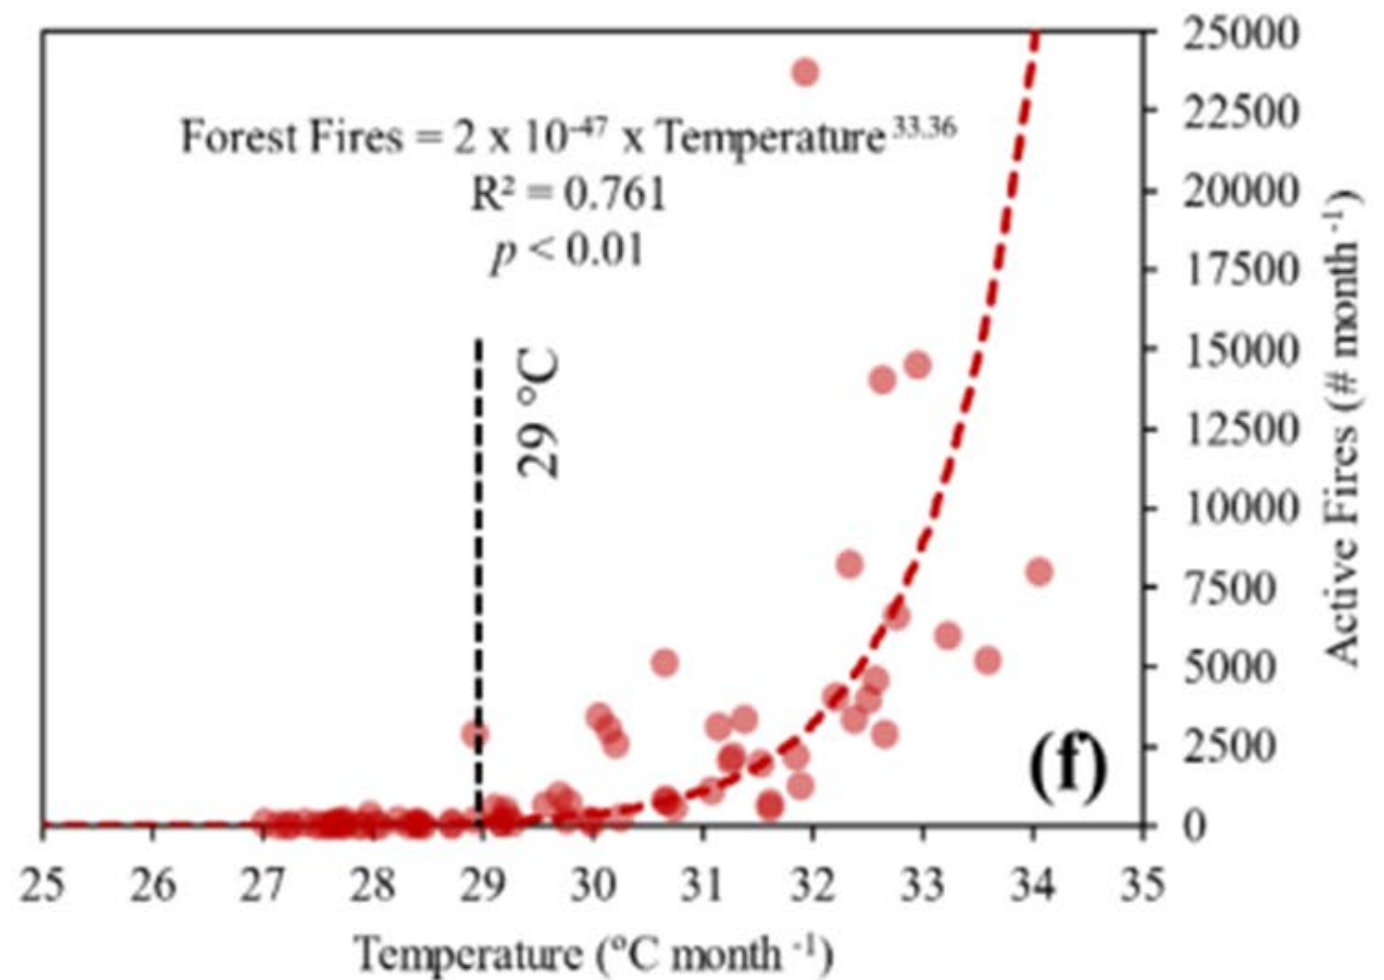 Forest Fires = 2 x 10⁻⁴⁷ x Temperature³³·³⁶
R² = 0.761
p < 0.01
29 °C
(f)
25000
22500
20000
17500
15000
12500
10000
7500
5000
2500
0
Active Fires (# month ⁻¹)
25 26 27 28 29 30 31 32 33 34 35
Temperature (°C month ⁻¹)